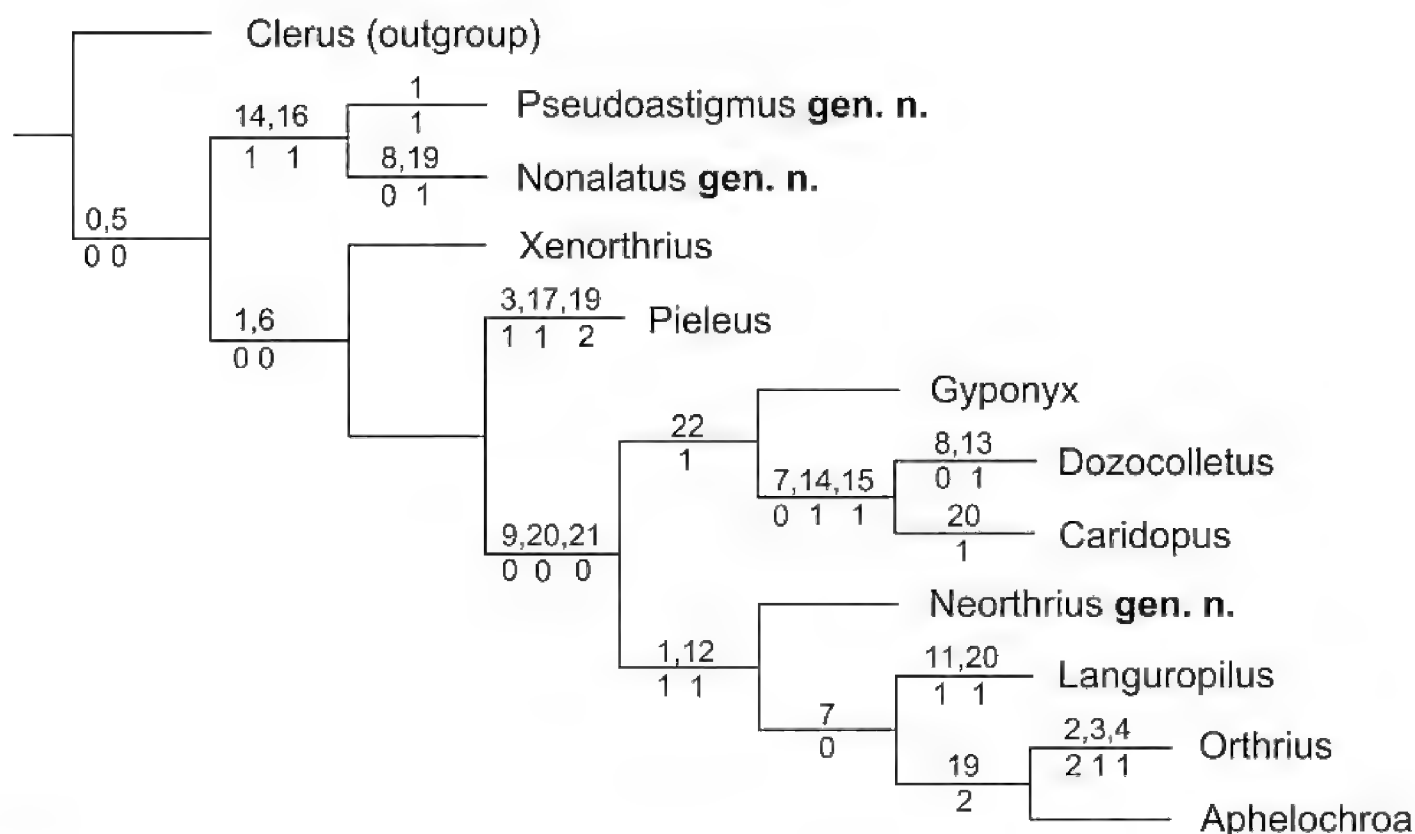 Clerus (outgroup)
1
1
Pseudoastigmus gen. n.
14,16
1 1
8,19
0 1
Nonalatus gen. n.
0,5
0 0
Xenorthrius
1,6
0 0
3,17,19
1 1 2
Pieleus
Gyponyx
22
1
8,13
0 1
Dozocolletus
7,14,15
0 1 1
20
1
Caridopus
9,20,21
0 0 0
Neorthrius gen. n.
1,12
1 1
11,20
1 1
Languropilus
7
0
2,3,4
2 1 1
Orthrius
19
2
Aphelochroa